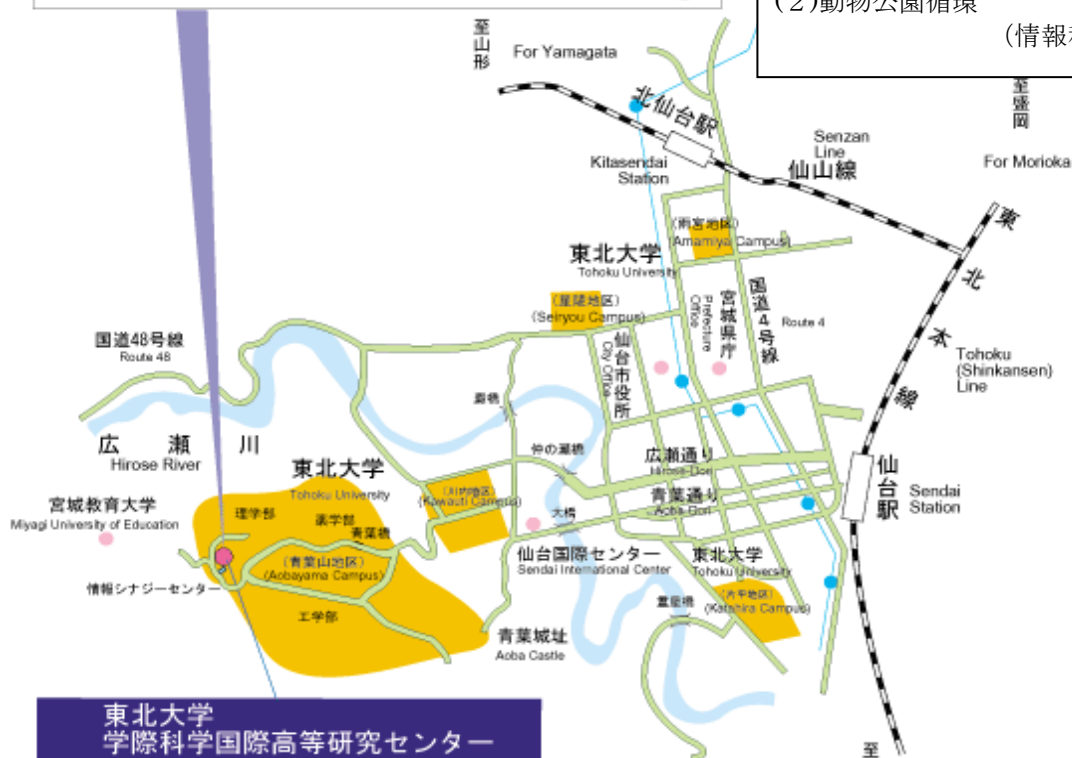 (2)動物公園循環
(情報科
至山形
For Yamagata
至盛岡
For Morioka
北仙台駅
Kitasendai
Station
Senzan
Line
仙山線
(雨宮地区)
(Amamiya Campus)
東北大学
Tohoku University
東北本線
Tohoku
(Shinkansen)
Line
(星陵地区)
(Seiryou Campus)
宮城県庁
Prefecture
Office
国道4号線
Route 4
国道48号線
Route 48
仙台市役所
City Office
広瀬川
Hirose River
仲の瀬橋
広瀬通り
Hirose-Dori
青葉通り
Aoba-Dori
大橋
仙台駅
Sendai
Station
東北大学
Tohoku University
理学部
薬学部
青葉橋
(川内地区)
(Kawauti Campus)
宮城教育大学
Miyagi University of Education
(青葉山地区)
(Aobayama Campus)
情報シナジーセンター
工学部
仙台国際センター
Sendai International Center
東北大学
Tohoku University
(片平地区)
(Katahira Campus)
霊屋橋
青葉城址
Aoba Castle
東北大学
学際科学国際高等研究センター
至